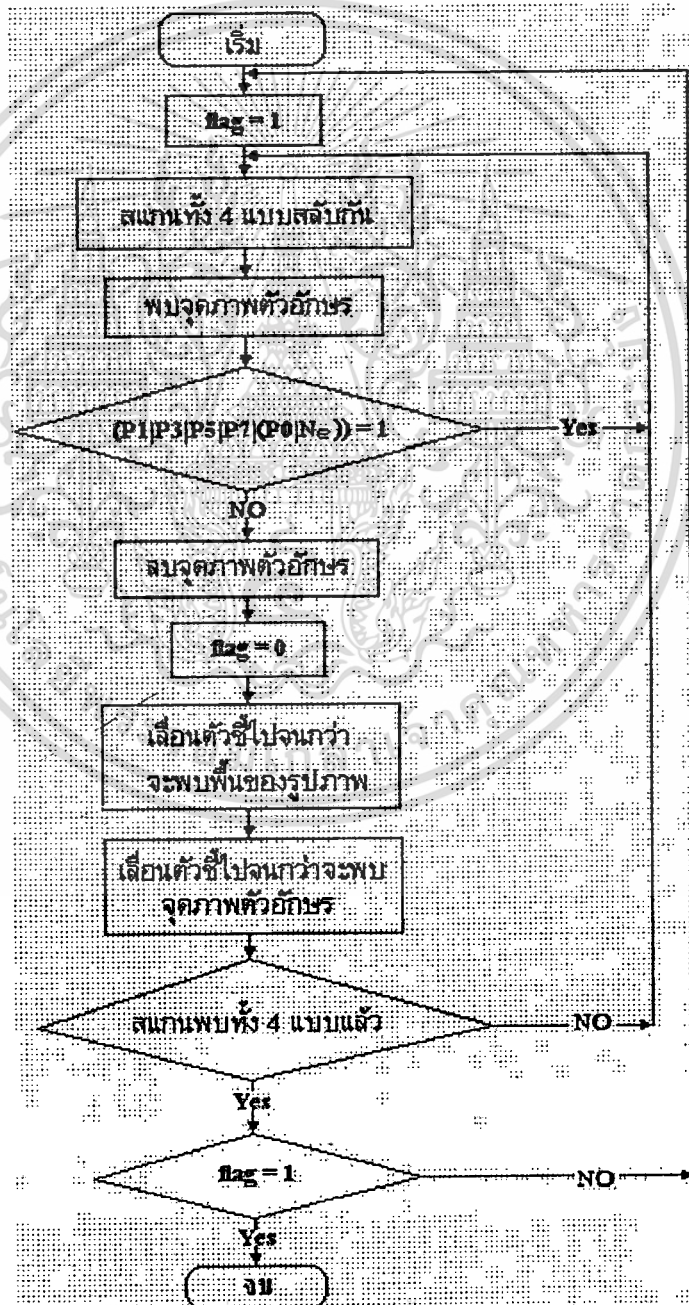 เริ่ม
flag = 1
สแกนทั้ง 4 แบบสลับกัน
พบจุดภาพตัวอักษร
(P1|P3|P5|P7|(P0|N∈)) = 1
Yes
NO
ลบจุดภาพตัวอักษร
flag = 0
เลื่อนตัวชี้ไปจนกว่า
จะพบพื้นของรูปภาพ
เลื่อนตัวชี้ไปจนกว่าจะพบ
จุดภาพตัวอักษร
สแกนพบทั้ง 4 แบบแล้ว
NO
Yes
flag = 1
NO
Yes
จบ